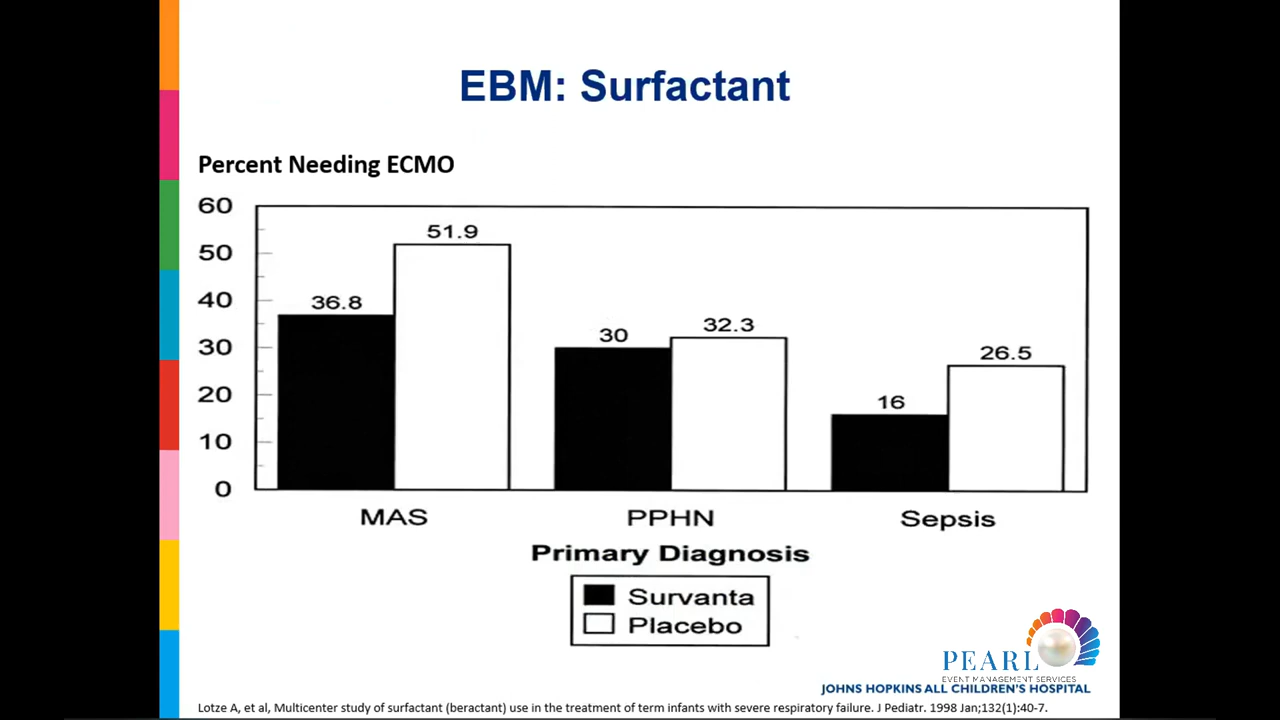 EBM: Surfactant
Percent Needing ECMO
60
50
40
30
20
10
0
51.9
36.8
30
32.3
16
26.5
MAS
PPHN
Sepsis
Primary Diagnosis
Survanta
Placebo
PEARL
EVENT MANAGEMENT SERVICES
JOHNS HOPKINS ALL CHILDREN'S HOSPITAL
Lotze A, et al, Multicenter study of surfactant (beractant) use in the treatment of term infants with severe respiratory failure. J Pediatr. 1998 Jan;132(1):40-7.